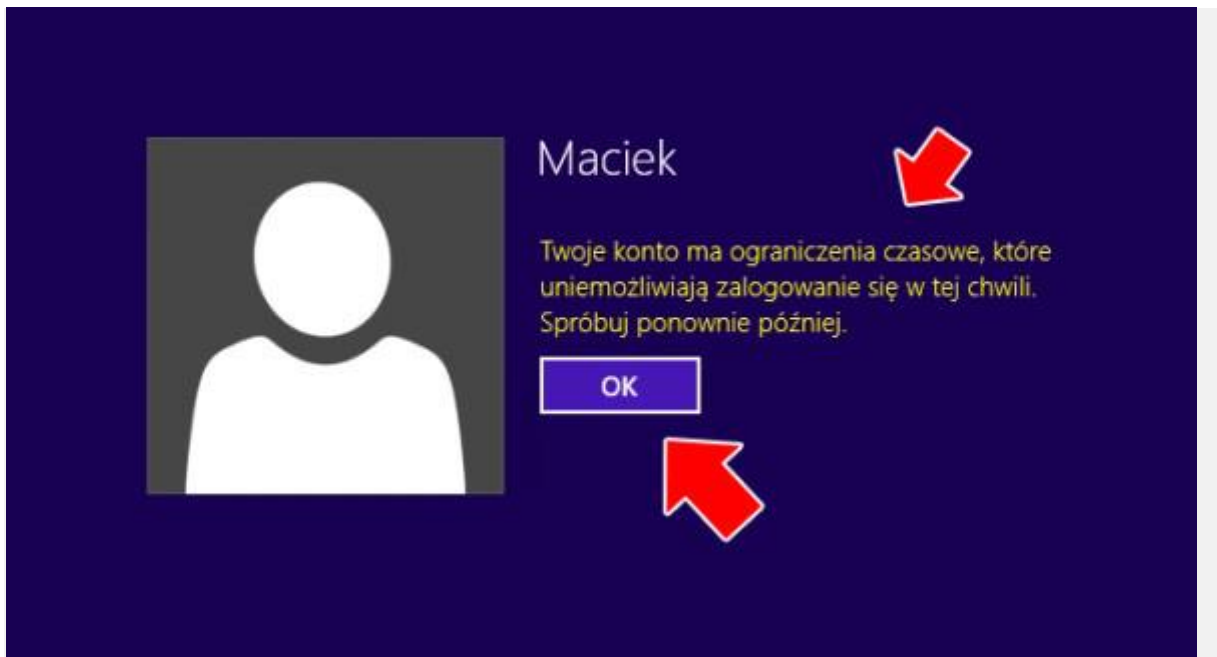 Maciek
Twoje konto ma ograniczenia czasowe, które
uniemożliwiają zalogowanie się w tej chwili.
Spróbuj ponownie później.
OK